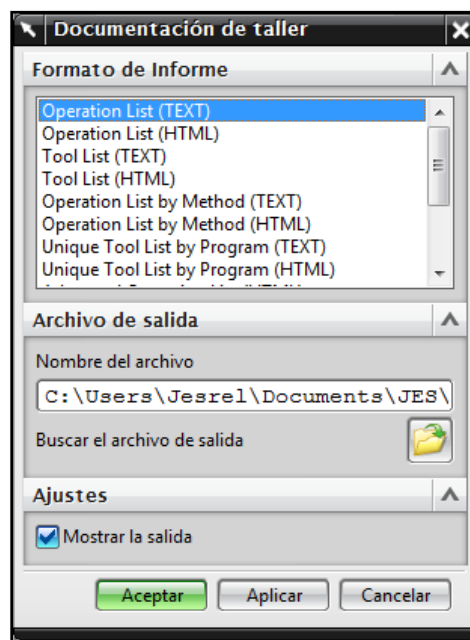 Documentación de taller
Formato de Informe
Operation List (TEXT)
Operation List (HTML)
Tool List (TEXT)
Tool List (HTML)
Operation List by Method (TEXT)
Operation List by Method (HTML)
Unique Tool List by Program (TEXT)
Unique Tool List by Program (HTML)
Archivo de salida
Nombre del archivo
C:\Users\Jesrel\Documents\JES\
Buscar el archivo de salida
Ajustes
Mostrar la salida
Aceptar Aplicar Cancelar